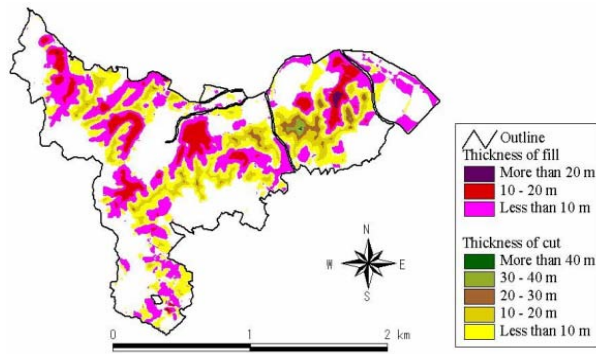 Outline
Thickness of fill
More than 20 m
10 - 20 m
Less than 10 m
Thickness of cut
More than 40 m
30 - 40 m
20 - 30 m
10 - 20 m
Less than 10 m
N
W E
S
0 1 2 km